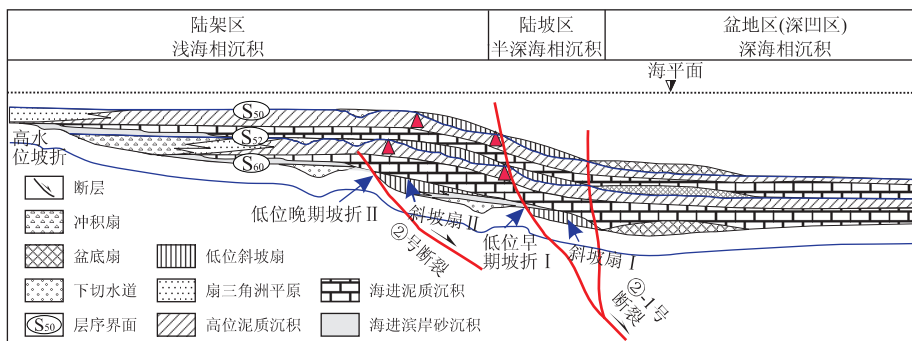 陆架区
浅海相沉积
陆坡区
半深海相沉积
盆地区(深凹区)
深海相沉积
海平面
S50
S52
S60
高水
位坡折
低位晚期坡折Ⅱ
斜坡扇Ⅱ
②号断裂
低位早
期坡折Ⅰ
斜坡扇Ⅰ
②-1号
断裂
断层
冲积扇
盆底扇
低位斜坡扇
下切水道
扇三角洲平原
海进泥质沉积
S50
层序界面
高位泥质沉积
海进滨岸砂沉积